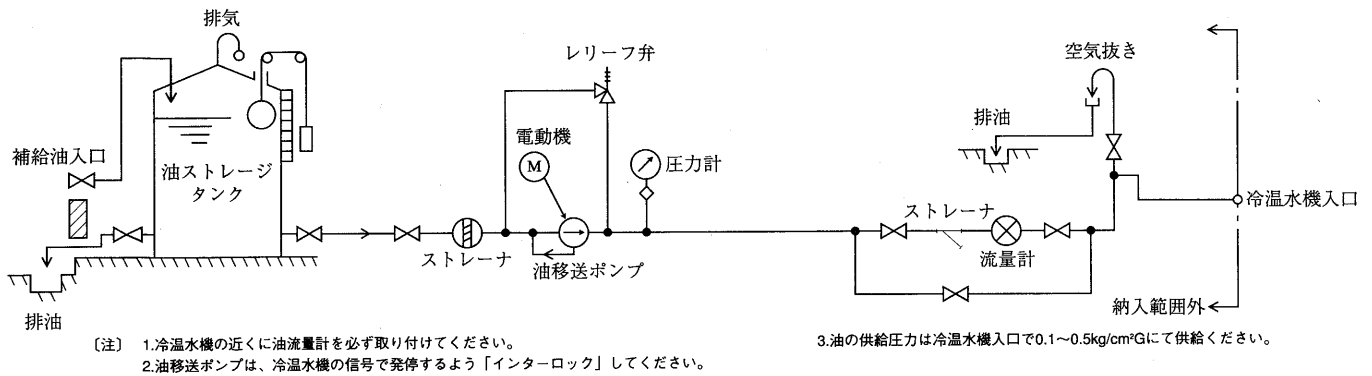 排気
レリーフ弁
空気抜き
電動機
M
排油
補給油入口
油ストレージ
タンク
圧力計
ストレーナ
冷温水機入口
ストレーナ
油移送ポンプ
流量計
納入範囲外
排油
〔注〕 1.冷温水機の近くに油流量計を必ず取り付けてください。
2.油移送ポンプは、冷温水機の信号で発停するよう「インターロック」してください。
3.油の供給圧力は冷温水機入口で0.1～0.5kg/cm²Gにて供給ください。